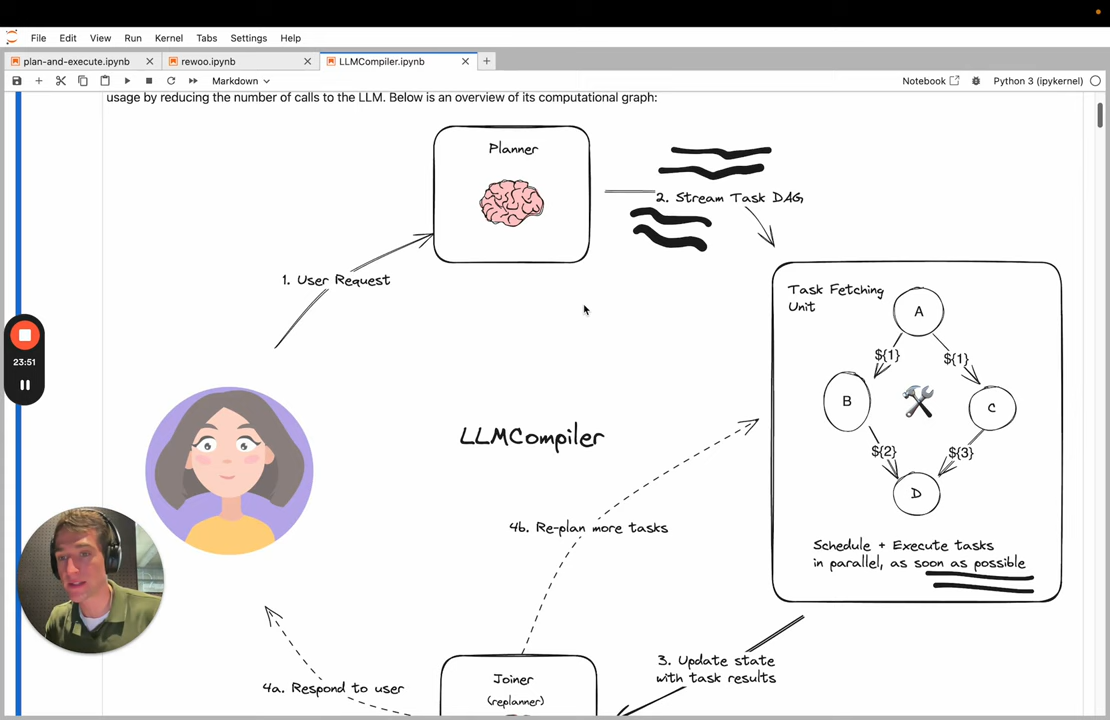 File Edit View Run Kernel Tabs Settings Help
plan-and-execute.ipynb
rewoo.ipynb
LLMCompiler.ipynb
Markdown
Notebook
Python 3 (ipykernel)
usage by reducing the number of calls to the LLM. Below is an overview of its computational graph:
Planner
2. Stream Task DAG
1. User Request
Task Fetching
Unit
A
${1}
${1}
B
C
${2}
${3}
D
Schedule + Execute tasks
in parallel, as soon as possible
23:51
LLMCompiler
4b. Re-plan more tasks
3. Update state
with task results
4a. Respond to user
Joiner
(replanner)